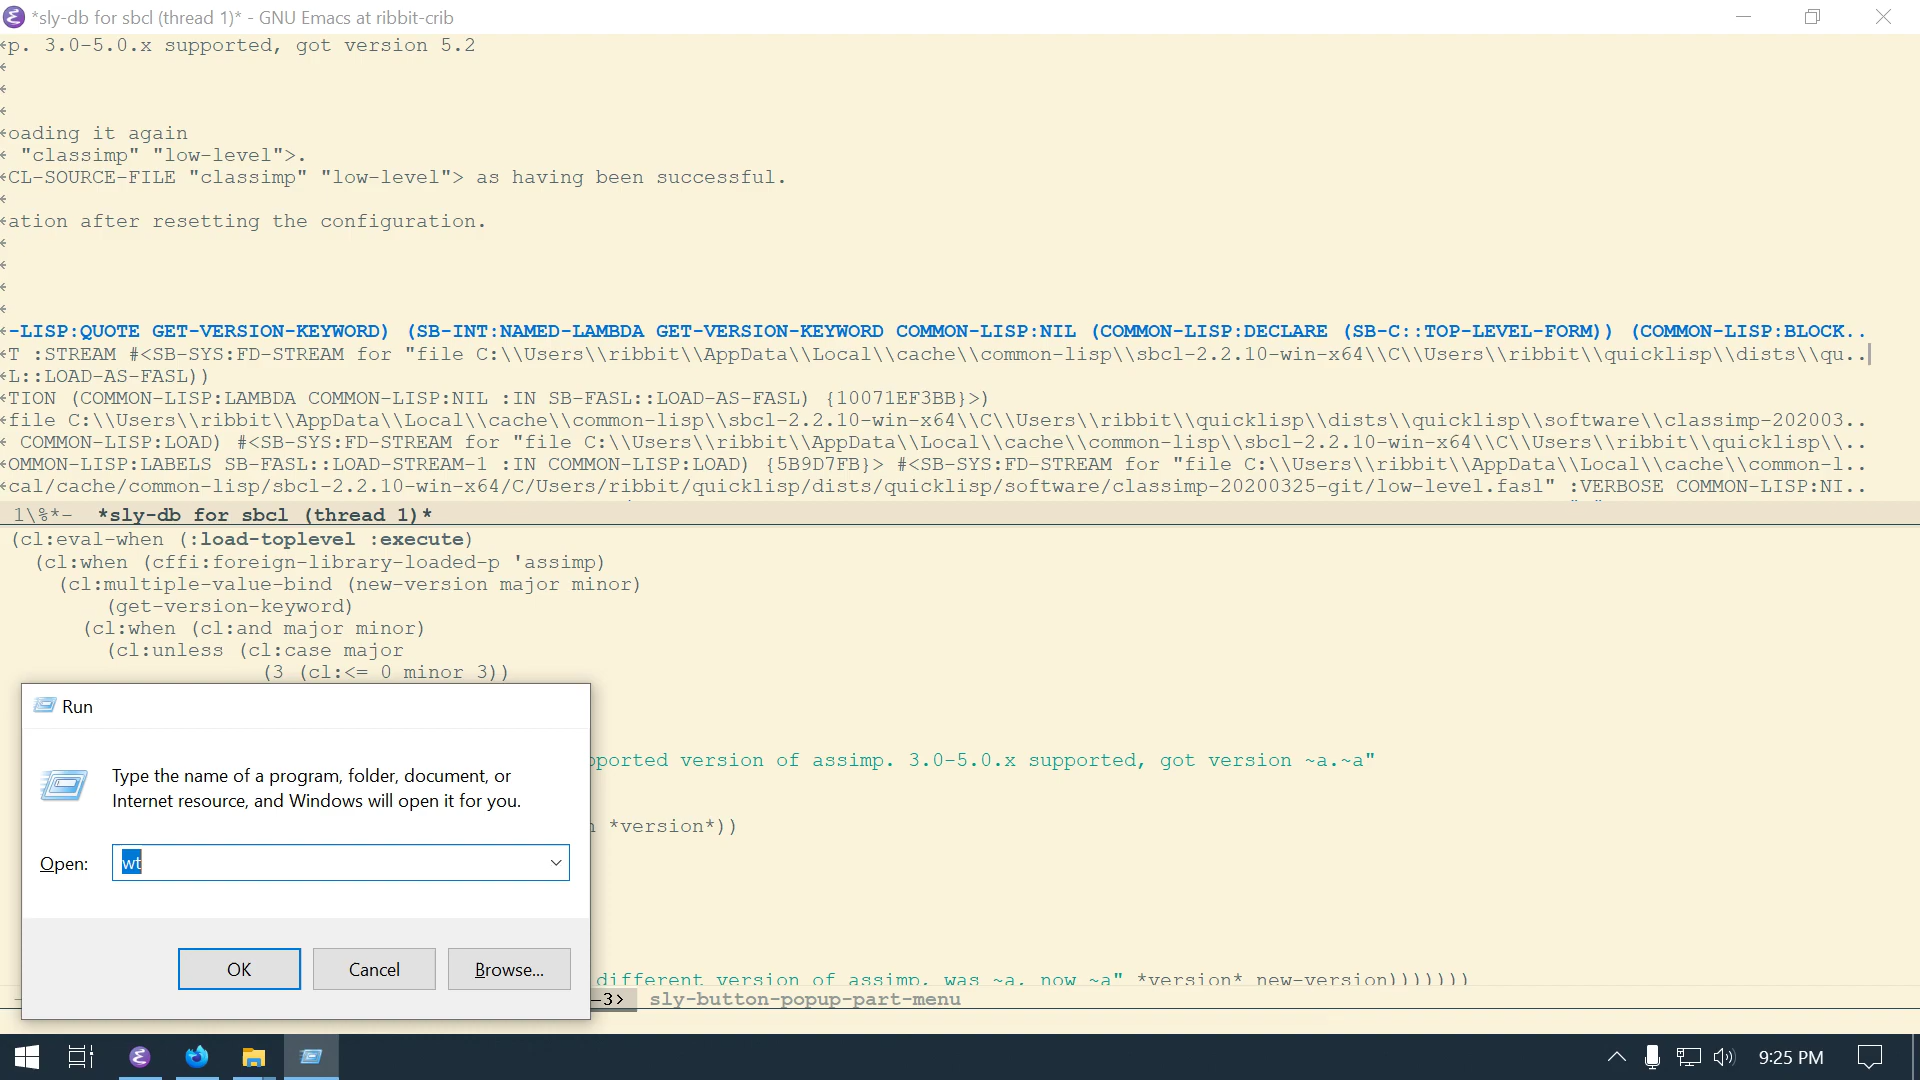 *sly-db for sbcl (thread 1)* - GNU Emacs at ribbit-crib
p. 3.0-5.0.x supported, got version 5.2
oading it again
"classimp" "low-level">.
CL-SOURCE-FILE "classimp" "low-level"> as having been successful.
ation after resetting the configuration.
-LISP:QUOTE GET-VERSION-KEYWORD) (SB-INT:NAMED-LAMBDA GET-VERSION-KEYWORD COMMON-LISP:NIL (COMMON-LISP:DECLARE (SB-C::TOP-LEVEL-FORM)) (COMMON-LISP:BLOCK..
T :STREAM #<SB-SYS:FD-STREAM for "file C:\\Users\\ribbit\\AppData\\Local\\cache\\common-lisp\\sbcl-2.2.10-win-x64\\C\\Users\\ribbit\\quicklisp\\dists\\qu..
L::LOAD-AS-FASL))
TION (COMMON-LISP:LAMBDA COMMON-LISP:NIL :IN SB-FASL::LOAD-AS-FASL) {10071EF3BB}>)
file C:\\Users\\ribbit\\AppData\\Local\\cache\\common-lisp\\sbcl-2.2.10-win-x64\\C\\Users\\ribbit\\quicklisp\\dists\\quicklisp\\software\\classimp-202003..
COMMON-LISP:LOAD) #<SB-SYS:FD-STREAM for "file C:\\Users\\ribbit\\AppData\\Local\\cache\\common-lisp\\sbcl-2.2.10-win-x64\\C\\Users\\ribbit\\quicklisp\\..
OMMON-LISP:LABELS SB-FASL::LOAD-STREAM-1 :IN COMMON-LISP:LOAD) {5B9D7FB}> #<SB-SYS:FD-STREAM for "file C:\\Users\\ribbit\\AppData\\Local\\cache\\common-l..
cal/cache/common-lisp/sbcl-2.2.10-win-x64/C/Users/ribbit/quicklisp/dists/quicklisp/software/classimp-20200325-git/low-level.fasl" :VERBOSE COMMON-LISP:NI..
1\%*- *sly-db for sbcl (thread 1)*
(cl:eval-when (:load-toplevel :execute)
(cl:when (cffi:foreign-library-loaded-p 'assimp)
(cl:multiple-value-bind (new-version major minor)
(get-version-keyword)
(cl:when (cl:and major minor)
(cl:unless (cl:case major
(3 (cl:<= 0 minor 3))
Run
pported version of assimp. 3.0-5.0.x supported, got version ~a.~a"
Type the name of a program, folder, document, or
Internet resource, and Windows will open it for you.
*version*))
Open: wt
OK Cancel Browse...
different version of assimp, was ~a, now ~a" *version* new-version)))))))
-3> sly-button-popup-part-menu
9:25 PM